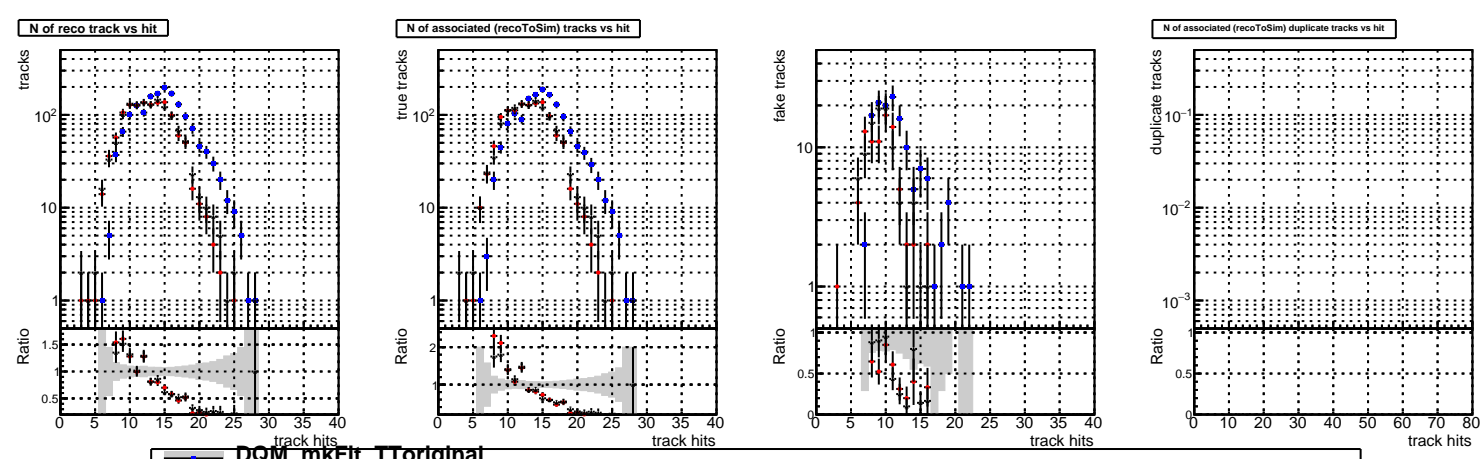 N of reco track vs hit
tracks
10²
10
1
Ratio
1.5
1
0.5
0 5 10 15 20 25 30 35 40
track hits
N of associated (recoToSim) tracks vs hit
true tracks
10²
10
1
Ratio
2
1
0 5 10 15 20 25 30 35 40
track hits
fake tracks
10
1
Ratio
1
0.5
0
0 5 10 15 20 25 30 35 40
track hits
N of associated (recoToSim) duplicate tracks vs hit
duplicate tracks
10⁻¹
10⁻²
10⁻³
Ratio
1
0.5
0
0 10 20 30 40 50 60 70 80
track hits
DQM_mkFit_TToriginal